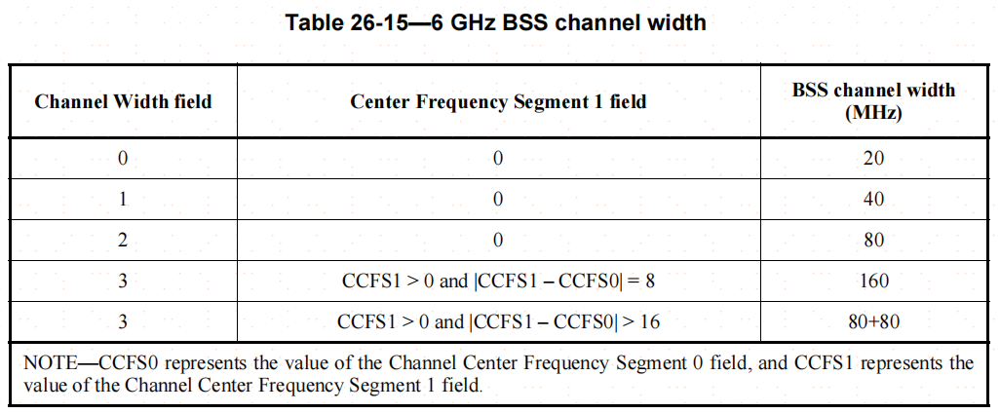 Table 26-15—6 GHz BSS channel width
Channel Width field Center Frequency Segment 1 field BSS channel width (MHz)
0 0 20
1 0 40
2 0 80
3 CCFS1 > 0 and |CCFS1 – CCFS0| = 8 160
3 CCFS1 > 0 and |CCFS1 – CCFS0| > 16 80+80
NOTE—CCFS0 represents the value of the Channel Center Frequency Segment 0 field, and CCFS1 represents the
value of the Channel Center Frequency Segment 1 field.